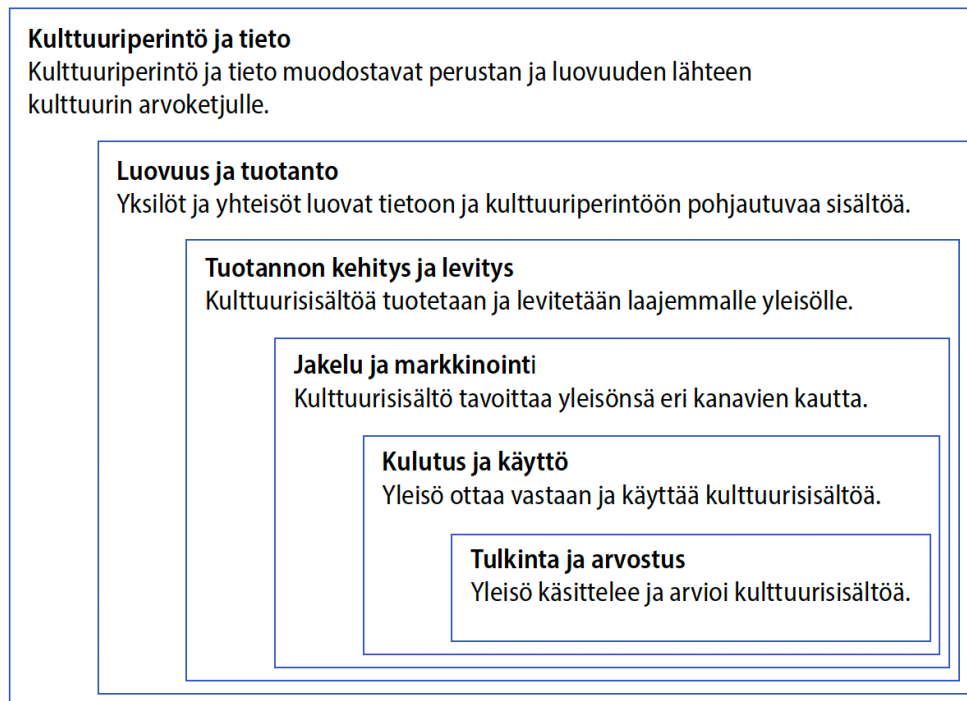 Kulttuuriperintö ja tieto
Kulttuuriperintö ja tieto muodostavat perustan ja luovuuden lähteen
kulttuurin arvoketjulle.
Luovuus ja tuotanto
Yksilöt ja yhteisöt luovat tietoon ja kulttuuriperintöön pohjautuvaa sisältöä.
Tuotannon kehitys ja levitys
Kulttuurisisältöä tuotetaan ja levitetään laajemmalle yleisölle.
Jakelu ja markkinointi
Kulttuurisisältö tavoittaa yleisönsä eri kanavien kautta.
Kulutus ja käyttö
Yleisö ottaa vastaan ja käyttää kulttuurisisältöä.
Tulkinta ja arvostus
Yleisö käsittelee ja arvioi kulttuurisisältöä.